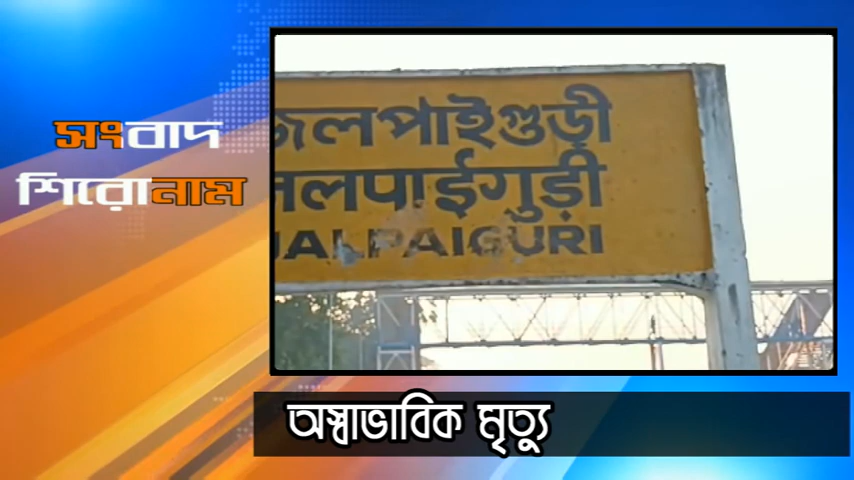 সংবাদ
শিরোনাম
জলপাইগুড়ী
जलपाईगुड़ी
JALPAIGURI
অস্বাভাবিক মৃত্যু